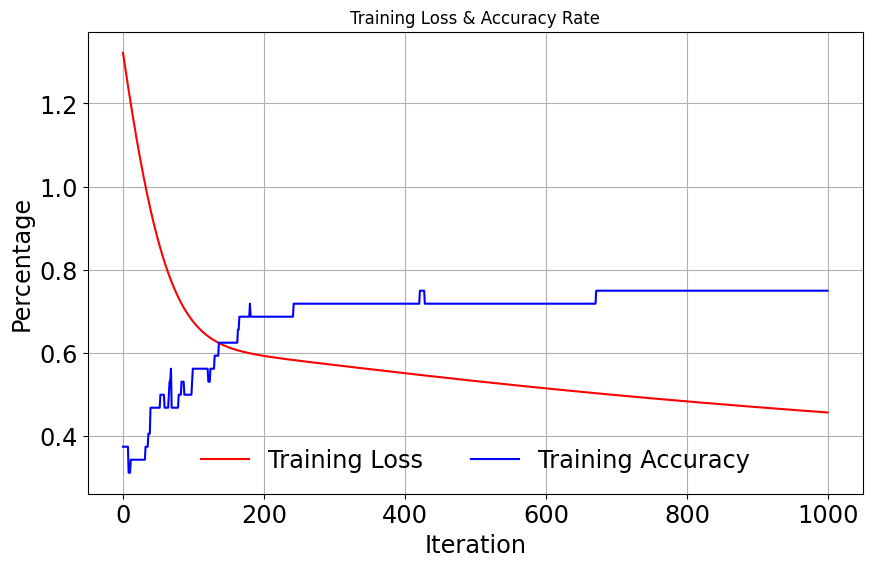 Training Loss & Accuracy Rate
1.2
1.0
0.8
0.6
0.4
Percentage
Training Loss
Training Accuracy
0
200
400
600
800
1000
Iteration